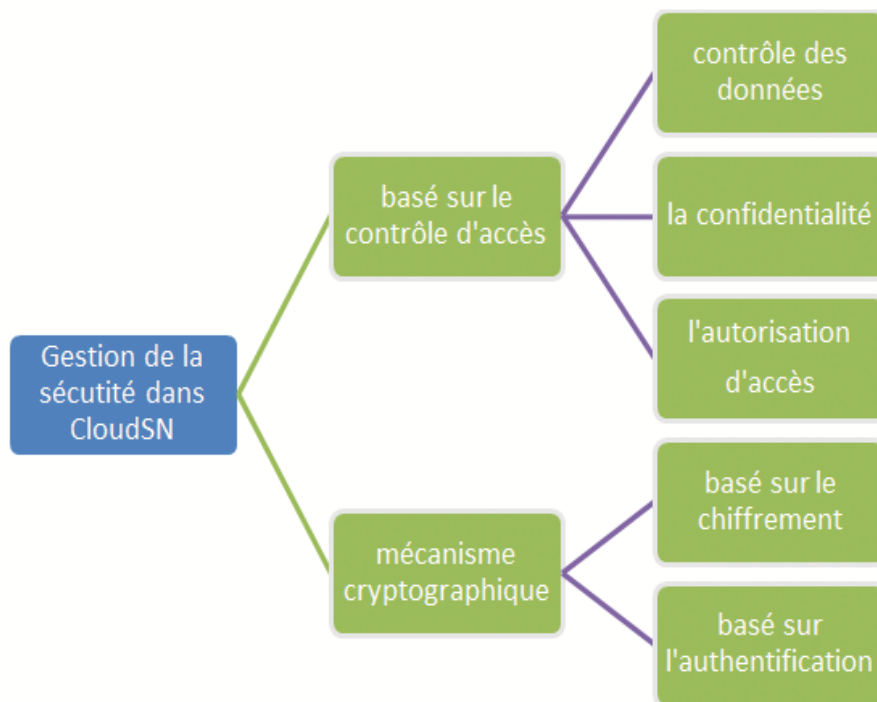 Gestion de la
sécutité dans
CloudSN
basé sur le
contrôle d'accès
contrôle des
données
la confidentialité
l'autorisation
d'accès
mécanisme
cryptographique
basé sur le
chiffrement
basé sur
l'authentification